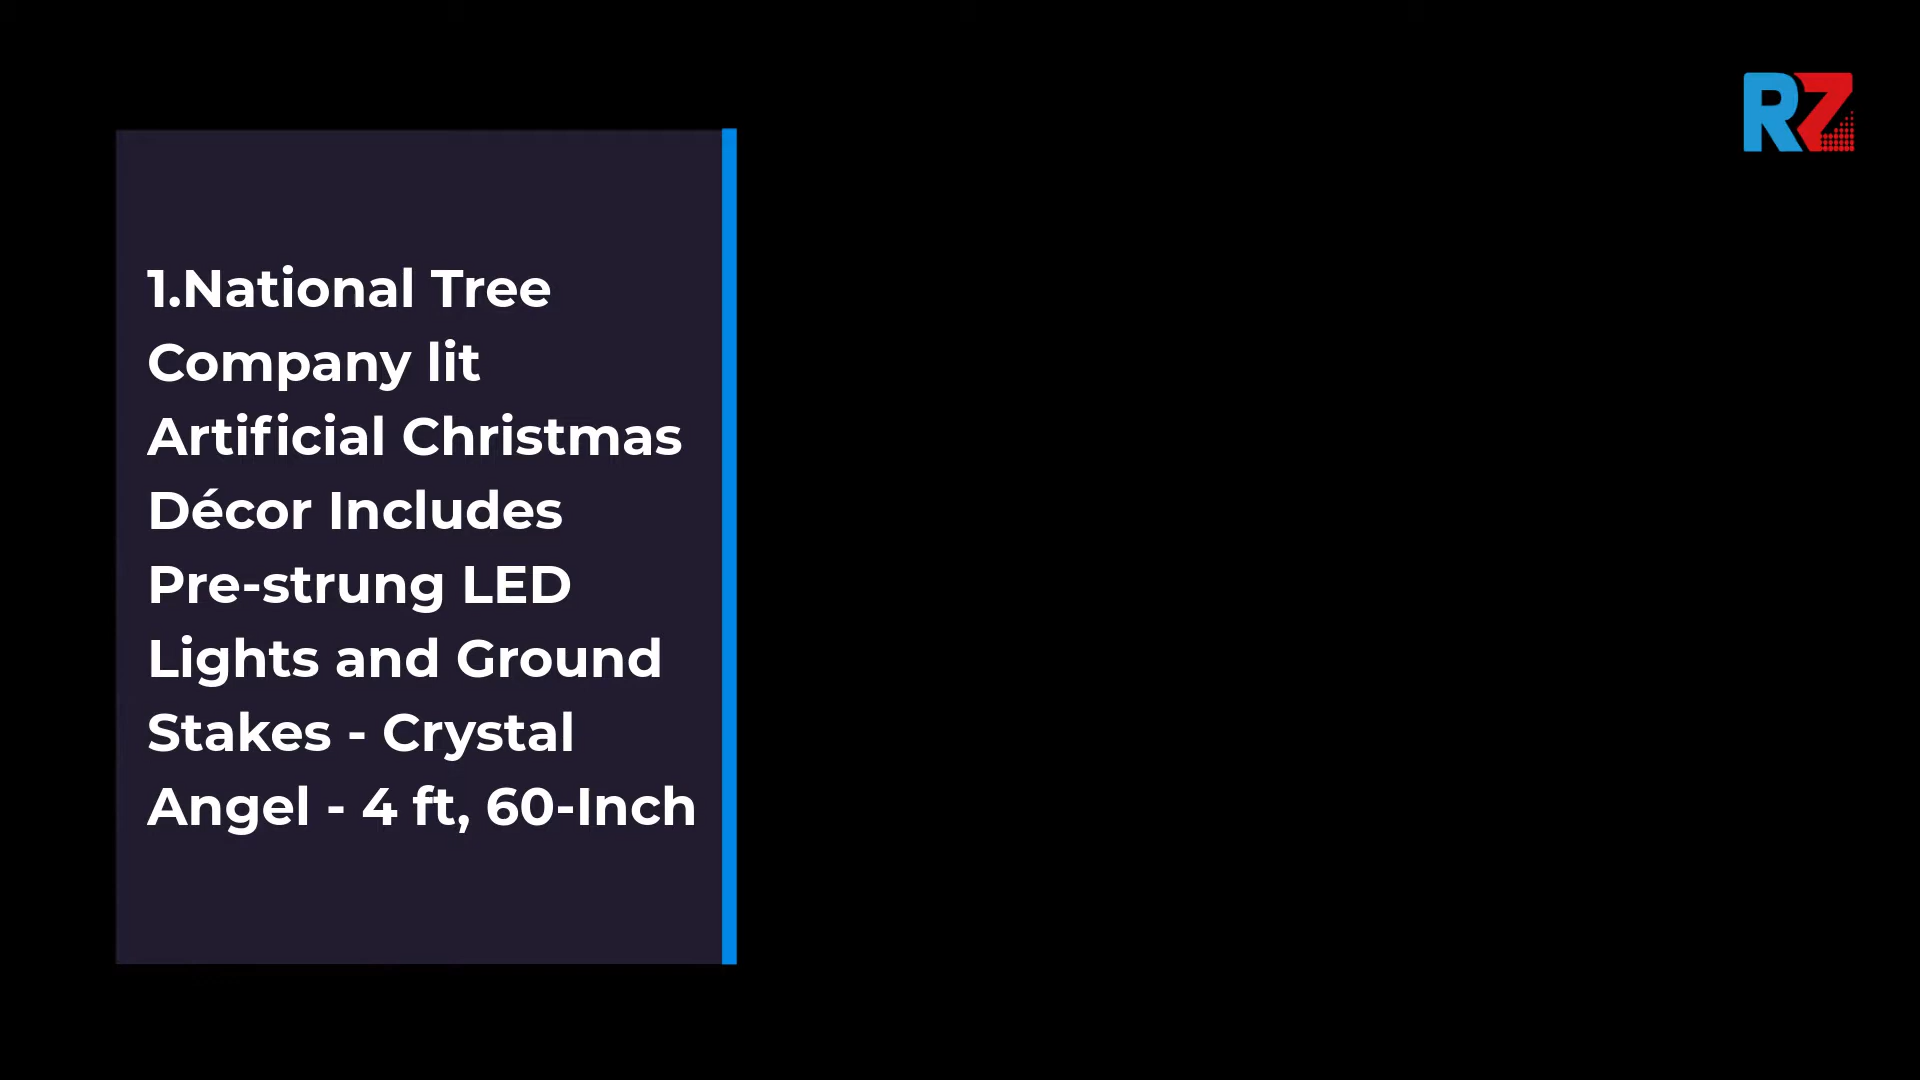 RZ
1.National Tree
Company lit
Artificial Christmas
Décor Includes
Pre-strung LED
Lights and Ground
Stakes - Crystal
Angel - 4 ft, 60-Inch